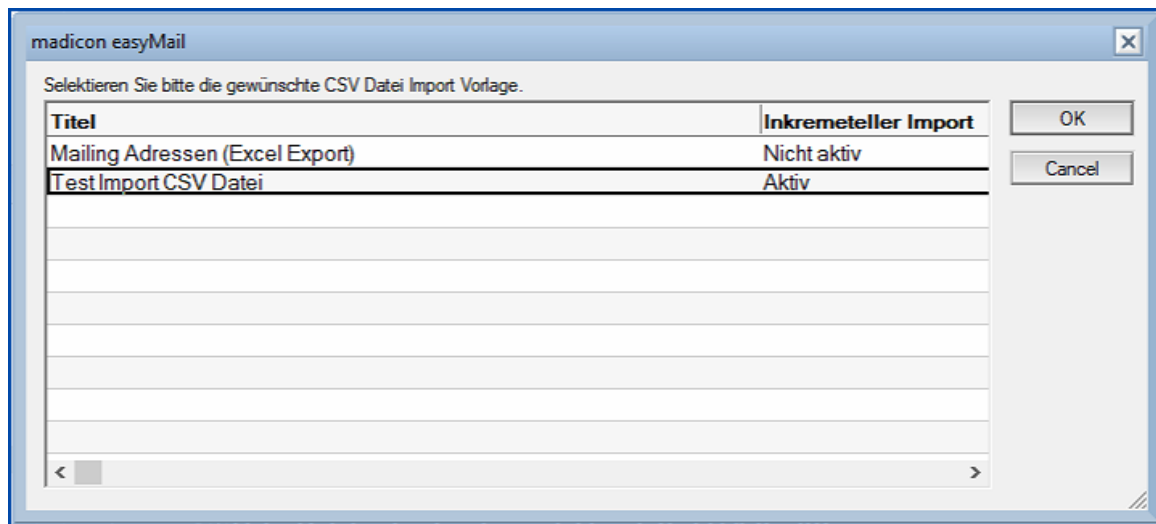 madicon easyMail
Selektieren Sie bitte die gewünschte CSV Datei Import Vorlage.
Titel Inkremeteller Import
Mailing Adressen (Excel Export) Nicht aktiv
Test Import CSV Datei Aktiv
OK
Cancel